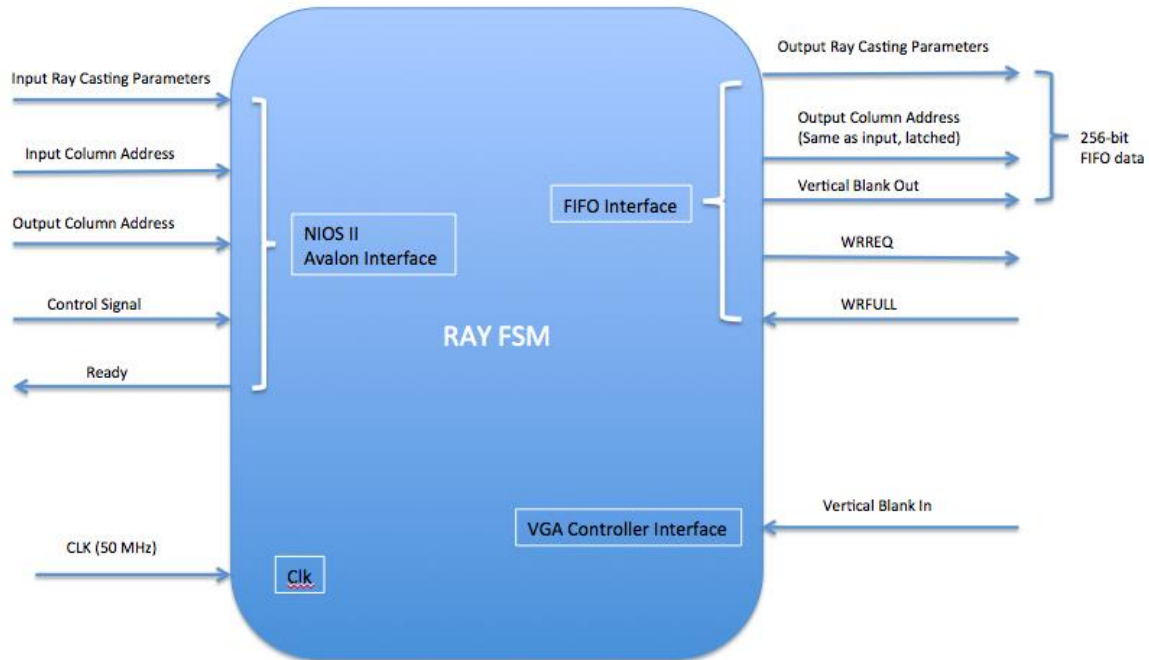 Input Ray Casting Parameters
Input Column Address
Output Column Address
Control Signal
Ready
CLK (50 MHz)
NIOS II
Avalon Interface
RAY FSM
Clk
FIFO Interface
VGA Controller Interface
Output Ray Casting Parameters
Output Column Address
(Same as input, latched)
Vertical Blank Out
WRREQ
WRFULL
256-bit
FIFO data
Vertical Blank In